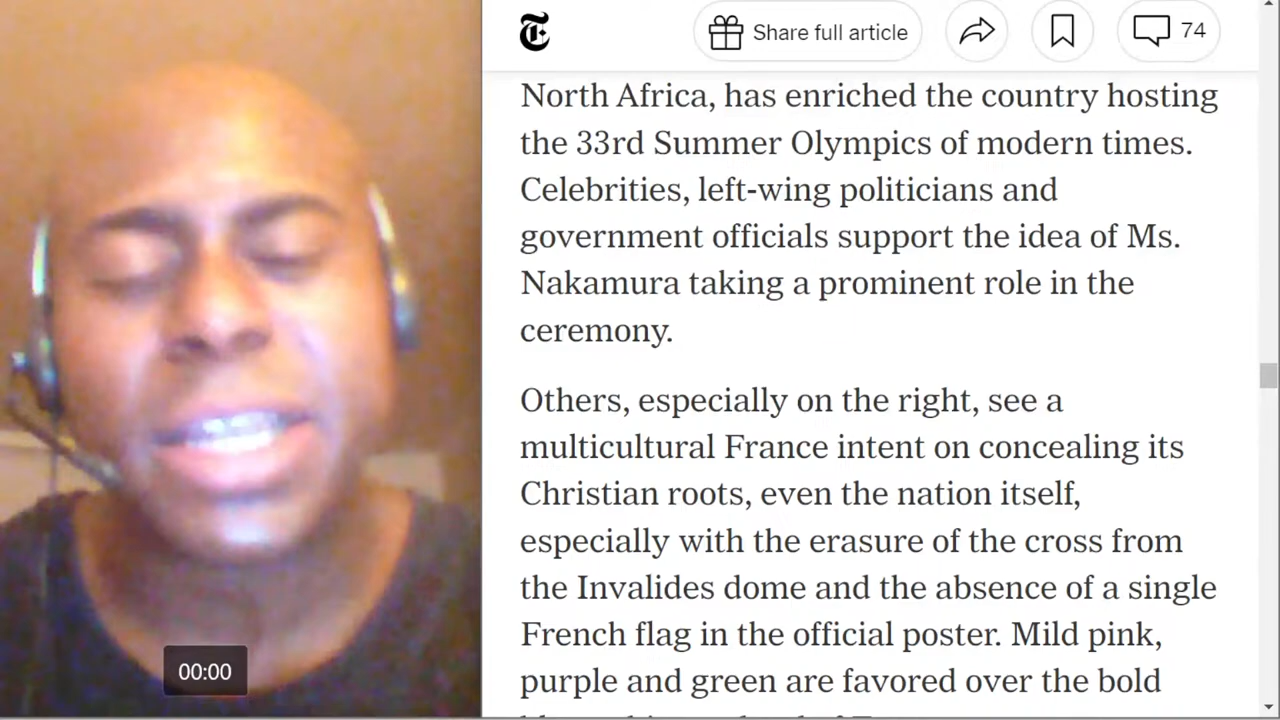 Share full article
74
North Africa, has enriched the country hosting
the 33rd Summer Olympics of modern times.
Celebrities, left-wing politicians and
government officials support the idea of Ms.
Nakamura taking a prominent role in the
ceremony.
Others, especially on the right, see a
multicultural France intent on concealing its
Christian roots, even the nation itself,
especially with the erasure of the cross from
the Invalides dome and the absence of a single
French flag in the official poster. Mild pink,
purple and green are favored over the bold
00:00